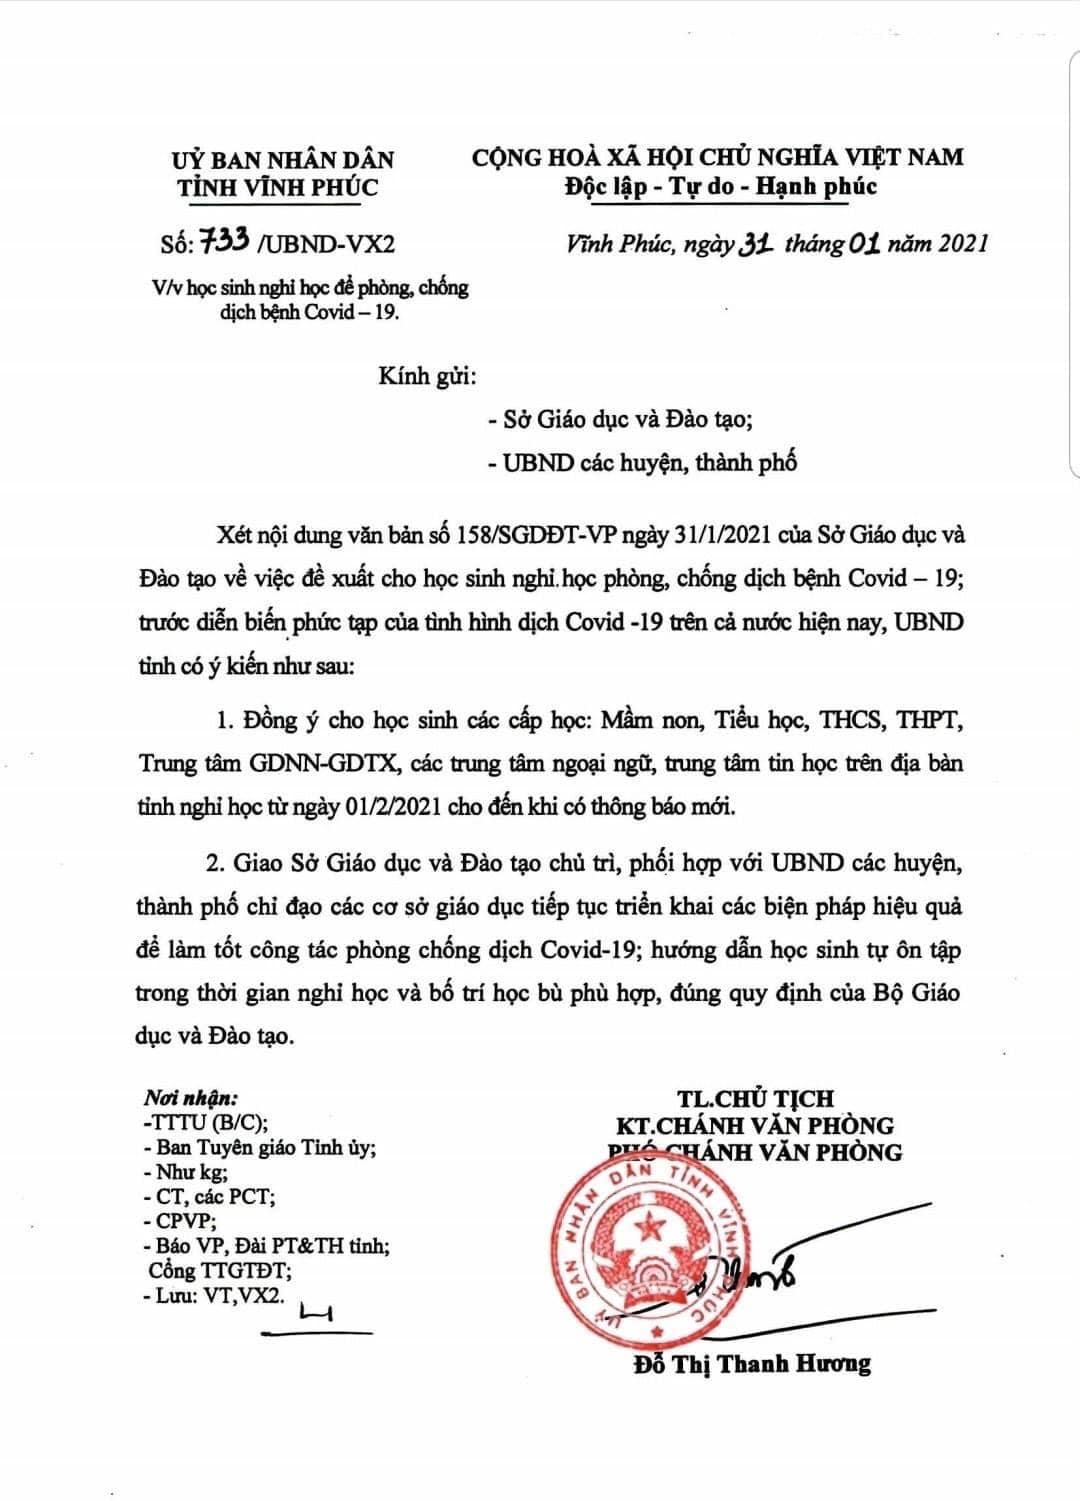 UỶ BAN NHÂN DÂN
TỈNH VĨNH PHÚC
CỘNG HOÀ XÃ HỘI CHỦ NGHĨA VIỆT NAM
Độc lập - Tự do - Hạnh phúc
Số: 733 /UBND-VX2
Vĩnh Phúc, ngày 31 tháng 01 năm 2021
V/v học sinh nghỉ học để phòng, chống
dịch bệnh Covid – 19.
Kính gửi:
- Sở Giáo dục và Đào tạo;
- UBND các huyện, thành phố
Xét nội dung văn bản số 158/SGDĐT-VP ngày 31/1/2021 của Sở Giáo dục và
Đào tạo về việc đề xuất cho học sinh nghỉ học phòng, chống dịch bệnh Covid – 19;
trước diễn biến phức tạp của tình hình dịch Covid -19 trên cả nước hiện nay, UBND
tỉnh có ý kiến như sau:
1. Đồng ý cho học sinh các cấp học: Mầm non, Tiểu học, THCS, THPT,
Trung tâm GDNN-GDTX, các trung tâm ngoại ngữ, trung tâm tin học trên địa bàn
tỉnh nghỉ học từ ngày 01/2/2021 cho đến khi có thông báo mới.
2. Giao Sở Giáo dục và Đào tạo chủ trì, phối hợp với UBND các huyện,
thành phố chỉ đạo các cơ sở giáo dục tiếp tục triển khai các biện pháp hiệu quả
để làm tốt công tác phòng chống dịch Covid-19; hướng dẫn học sinh tự ôn tập
trong thời gian nghỉ học và bố trí học bù phù hợp, đúng quy định của Bộ Giáo
dục và Đào tạo.
Nơi nhận:
-TTTU (B/C);
- Ban Tuyên giáo Tỉnh ủy;
- Như kg;
- CT, các PCT;
- CPVP;
- Báo VP, Đài PT&TH tỉnh;
Cổng TTGTĐT;
- Lưu: VT,VX2.
TL.CHỦ TỊCH
KT.CHÁNH VĂN PHÒNG
PHÓ CHÁNH VĂN PHÒNG
UỶ BAN NHÂN DÂN TỈNH VĨNH PHÚC
Đỗ Thị Thanh Hương